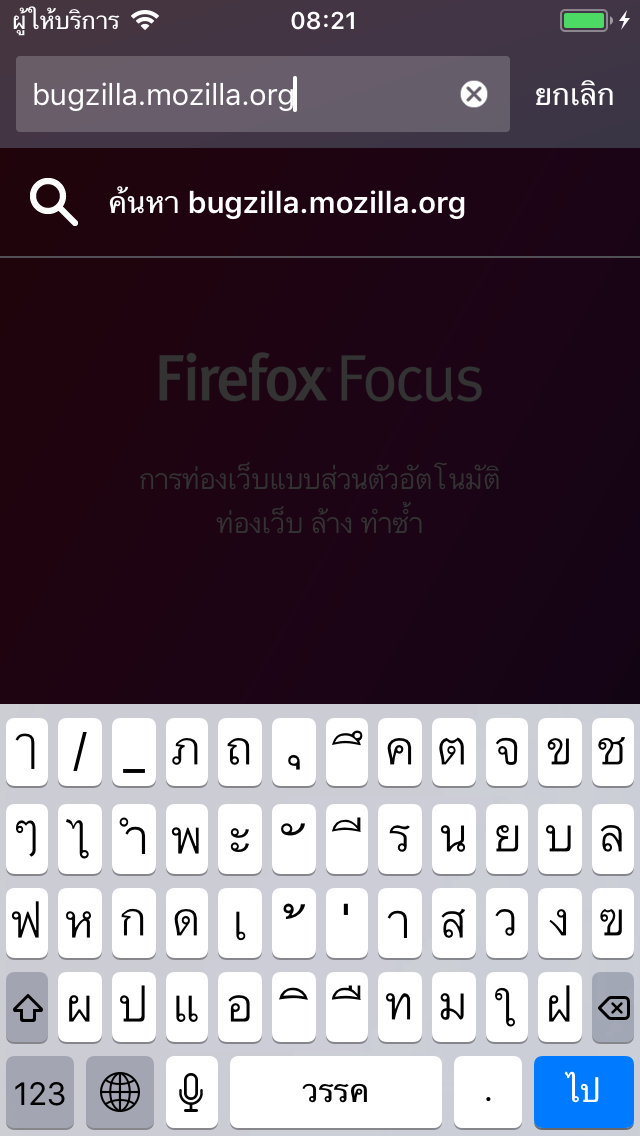 ผู้ให้บริการ 08:21
bugzilla.mozilla.org ยกเลิก
ค้นหา bugzilla.mozilla.org
Firefox Focus
การท่องเว็บแบบส่วนตัวอัตโนมัติ
ท่องเว็บ ล้าง ทำซ้ำ
ๅ / _ ภ ถ ุ ึ ค ต จ ข ช
ๆ ไ ำ พ ะ ั ี ร น ย บ ล
ฟ ห ก ด เ ้ ่ า ส ว ง ฃ
ผ ป แ อ ิ ื ท ม ใ ฝ
123 วรรค . ไป